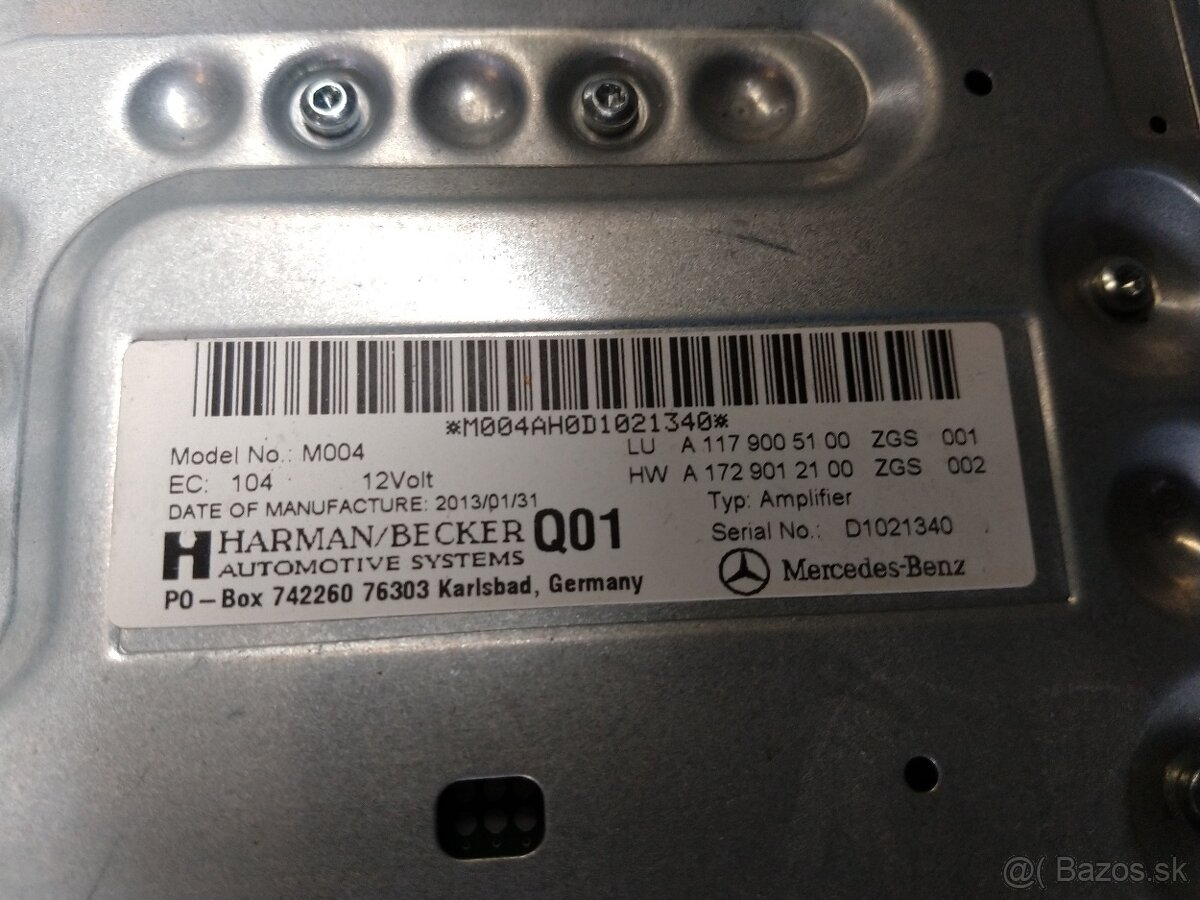 *M004AH0D1021340*
Model No.: M004
LU A 117 900 51 00 ZGS 001
EC: 104 12Volt
HW A 172 901 21 00 ZGS 002
DATE OF MANUFACTURE: 2013/01/31
Typ: Amplifier
HARMAN/BECKER Q01
AUTOMOTIVE SYSTEMS
Serial No.: D1021340
PO-Box 742260 76303 Karlsbad, Germany
Mercedes-Benz
@( Bazos.sk